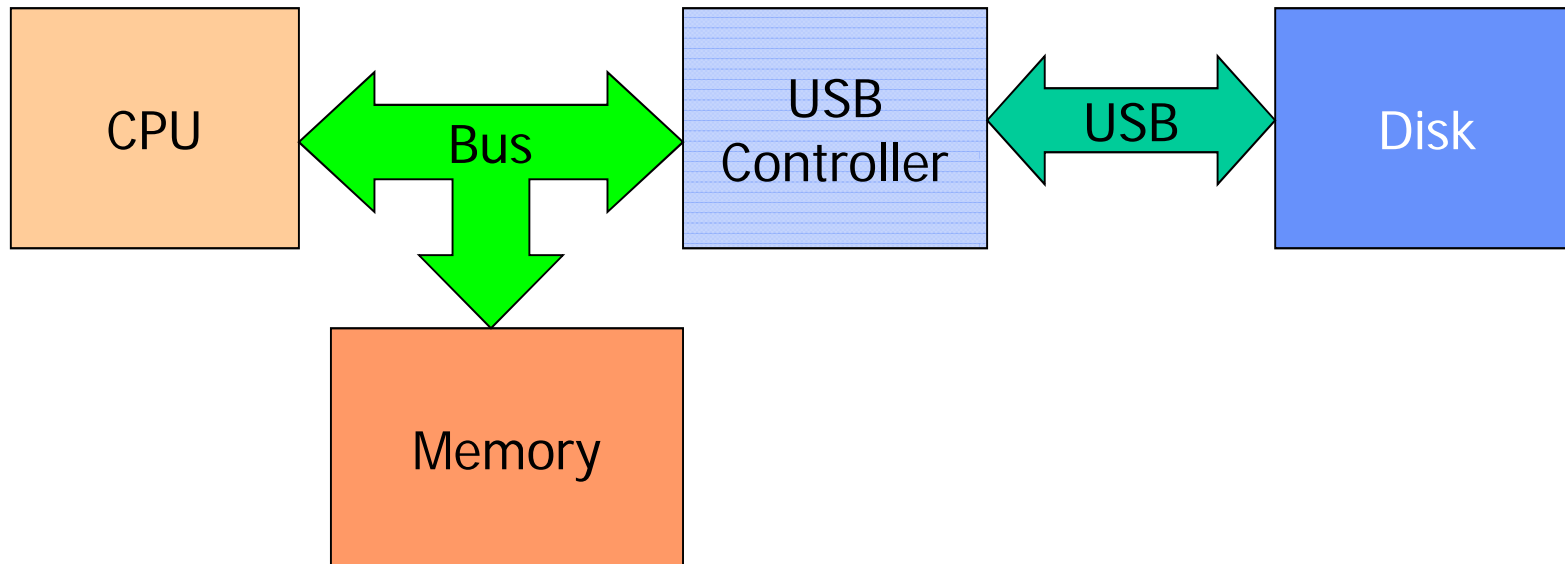 CPU
Bus
USB
Controller
USB
Disk
Memory